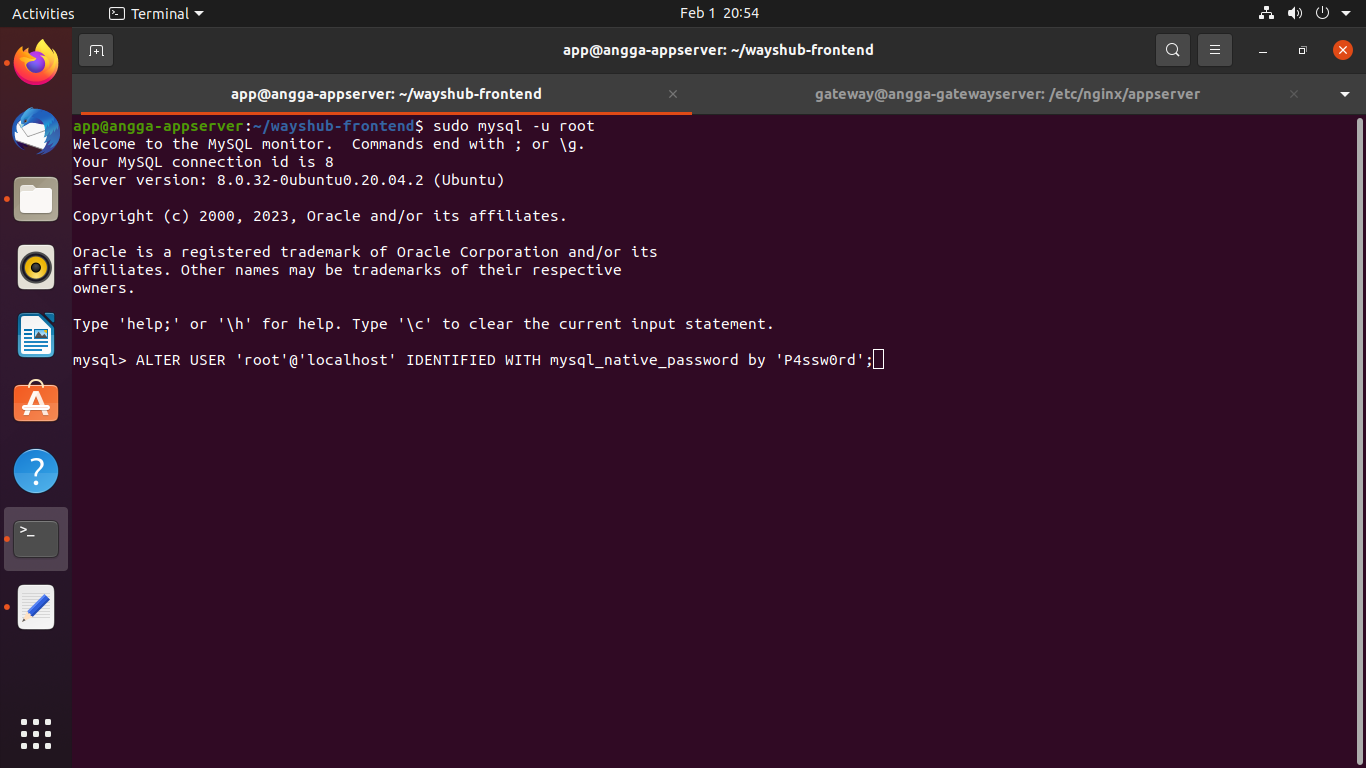 Activities
Terminal
Feb 1 20:54
app@angga-appserver: ~/wayshub-frontend
app@angga-appserver: ~/wayshub-frontend
gateway@angga-gatewayserver: /etc/nginx/appserver
app@angga-appserver:~/wayshub-frontend$ sudo mysql -u root
Welcome to the MySQL monitor.  Commands end with ; or \g.
Your MySQL connection id is 8
Server version: 8.0.32-0ubuntu0.20.04.2 (Ubuntu)
Copyright (c) 2000, 2023, Oracle and/or its affiliates.
Oracle is a registered trademark of Oracle Corporation and/or its
affiliates. Other names may be trademarks of their respective
owners.
Type 'help;' or '\h' for help. Type '\c' to clear the current input statement.
mysql> ALTER USER 'root'@'localhost' IDENTIFIED WITH mysql_native_password by 'P4ssw0rd';